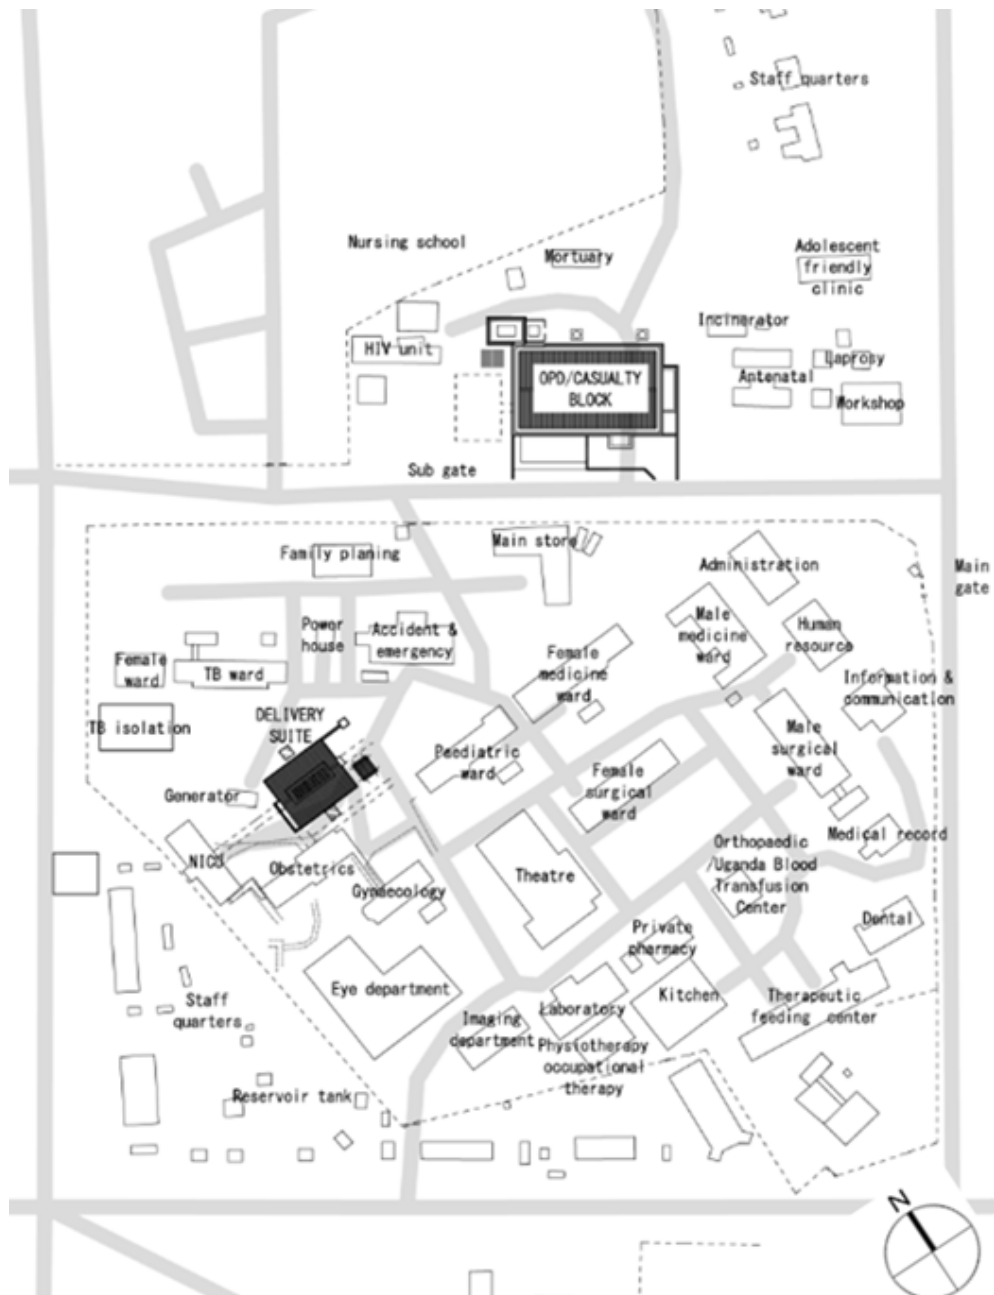 Staff quarters
Nursing school
Mortuary
Adolescent
friendly
clinic
Incinerator
HIV unit
OPD/CASUALTY
BLOCK
Laprosy
Antenatal
Workshop
Sub gate
Main store
Family planing
Administration
Main
gate
Power
house
Accident &
emergency
Male
medicine
ward
Human
resource
Female
ward
TB ward
Female
medicine
ward
Information &
communication
TB isolation
DELIVERY
SUITE
Paediatric
ward
Male
surgical
ward
Female
surgical
ward
Generator
Medical record
NICU
Obstetrics
Gynaecology
Theatre
Orthopaedic
/Uganda Blood
Transfusion
Center
Dental
Private
pharmacy
Eye department
Kitchen
Therapeutic
feeding center
Staff
quarters
Laboratory
Imaging
department
Physiotherapy
occupational
therapy
Reservoir tank
N